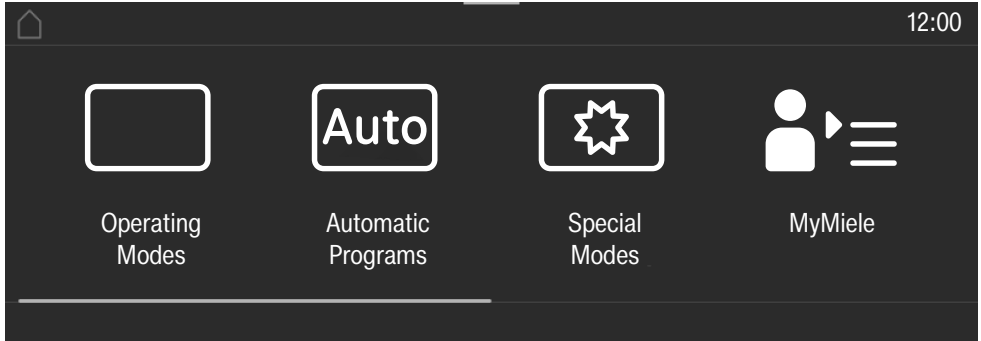 12:00
Auto
Operating
Modes
Automatic
Programs
Special
Modes
MyMiele